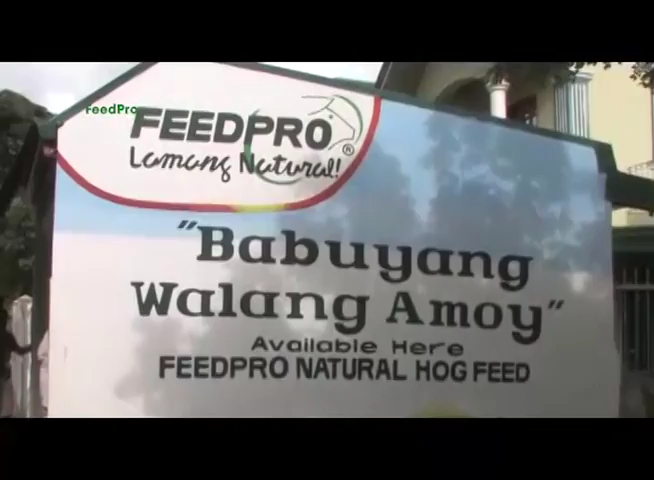 FeedPro
FEEDPRO ®
Lamang Natural!
"Babuyang
Walang Amoy"
Available Here
FEEDPRO NATURAL HOG FEED